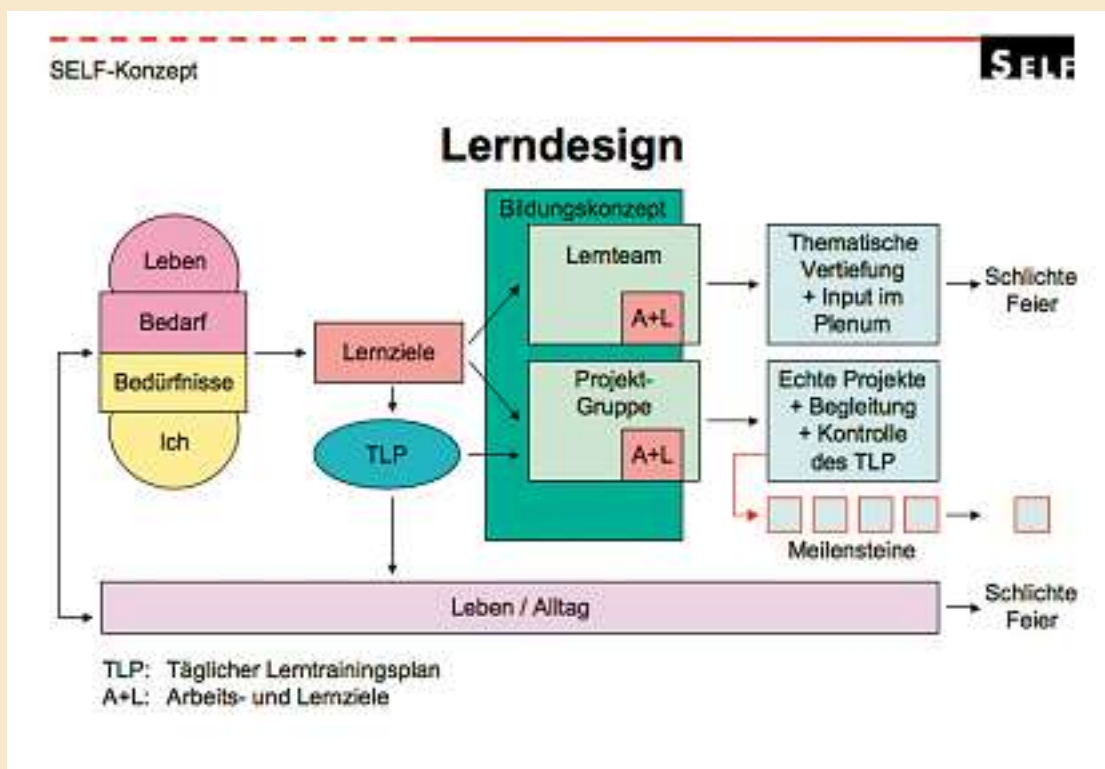 SELF-Konzept
SELF
Lerndesign
Leben
Bedarf
Bedürfnisse
Ich
Lernziele
TLP
Bildungskonzept
Lernteam
A+L
Projekt-
Gruppe
A+L
Thematische
Vertiefung
+ Input im
Plenum
Schlichte
Feier
Echte Projekte
+ Begleitung
+ Kontrolle
des TLP
Meilensteine
Leben / Alltag
Schlichte
Feier
TLP: Täglicher Lerntrainingsplan
A+L: Arbeits- und Lernziele